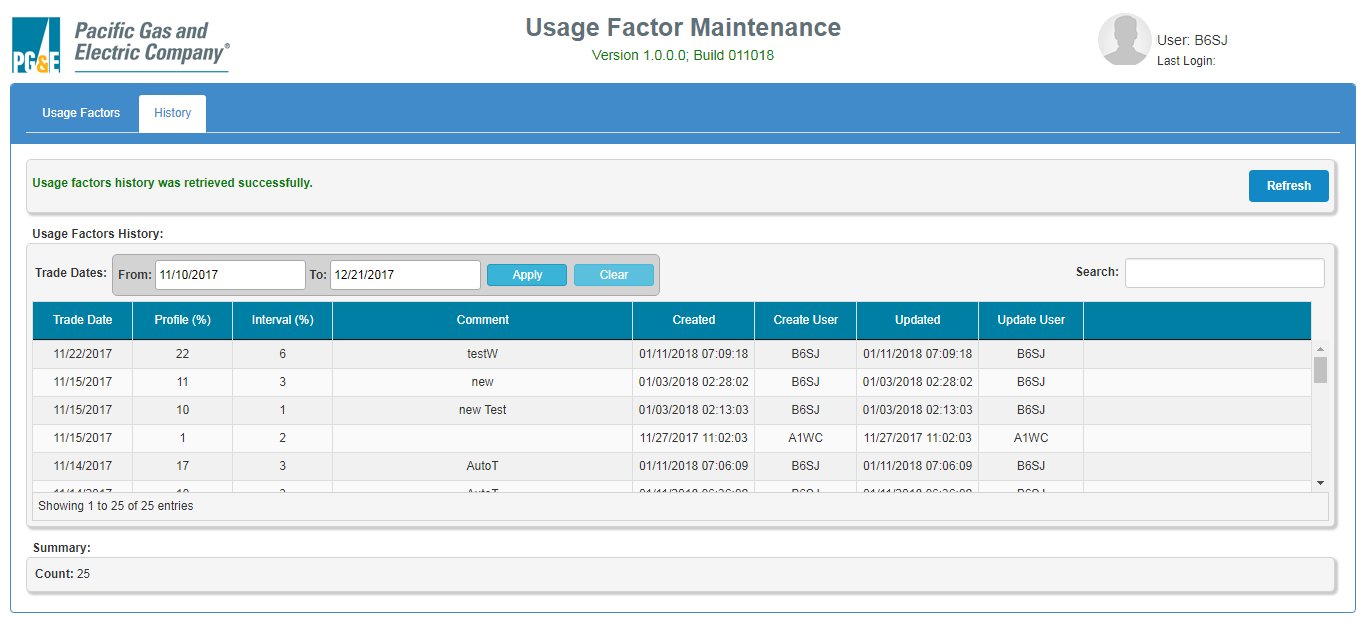 PG&E Pacific Gas and Electric Company®
Usage Factor Maintenance
Version 1.0.0.0; Build 011018
User: B6SJ
Last Login:
Usage Factors History
Usage factors history was retrieved successfully.
Refresh
Usage Factors History:
Trade Dates: From: 11/10/2017 To: 12/21/2017 Apply Clear Search:
Trade Date Profile (%) Interval (%) Comment Created Create User Updated Update User
11/22/2017 22 6 testW 01/11/2018 07:09:18 B6SJ 01/11/2018 07:09:18 B6SJ
11/15/2017 11 3 new 01/03/2018 02:28:02 B6SJ 01/03/2018 02:28:02 B6SJ
11/15/2017 10 1 new Test 01/03/2018 02:13:03 B6SJ 01/03/2018 02:13:03 B6SJ
11/15/2017 1 2 11/27/2017 11:02:03 A1WC 11/27/2017 11:02:03 A1WC
11/14/2017 17 3 AutoT 01/11/2018 07:06:09 B6SJ 01/11/2018 07:06:09 B6SJ
Showing 1 to 25 of 25 entries
Summary:
Count: 25